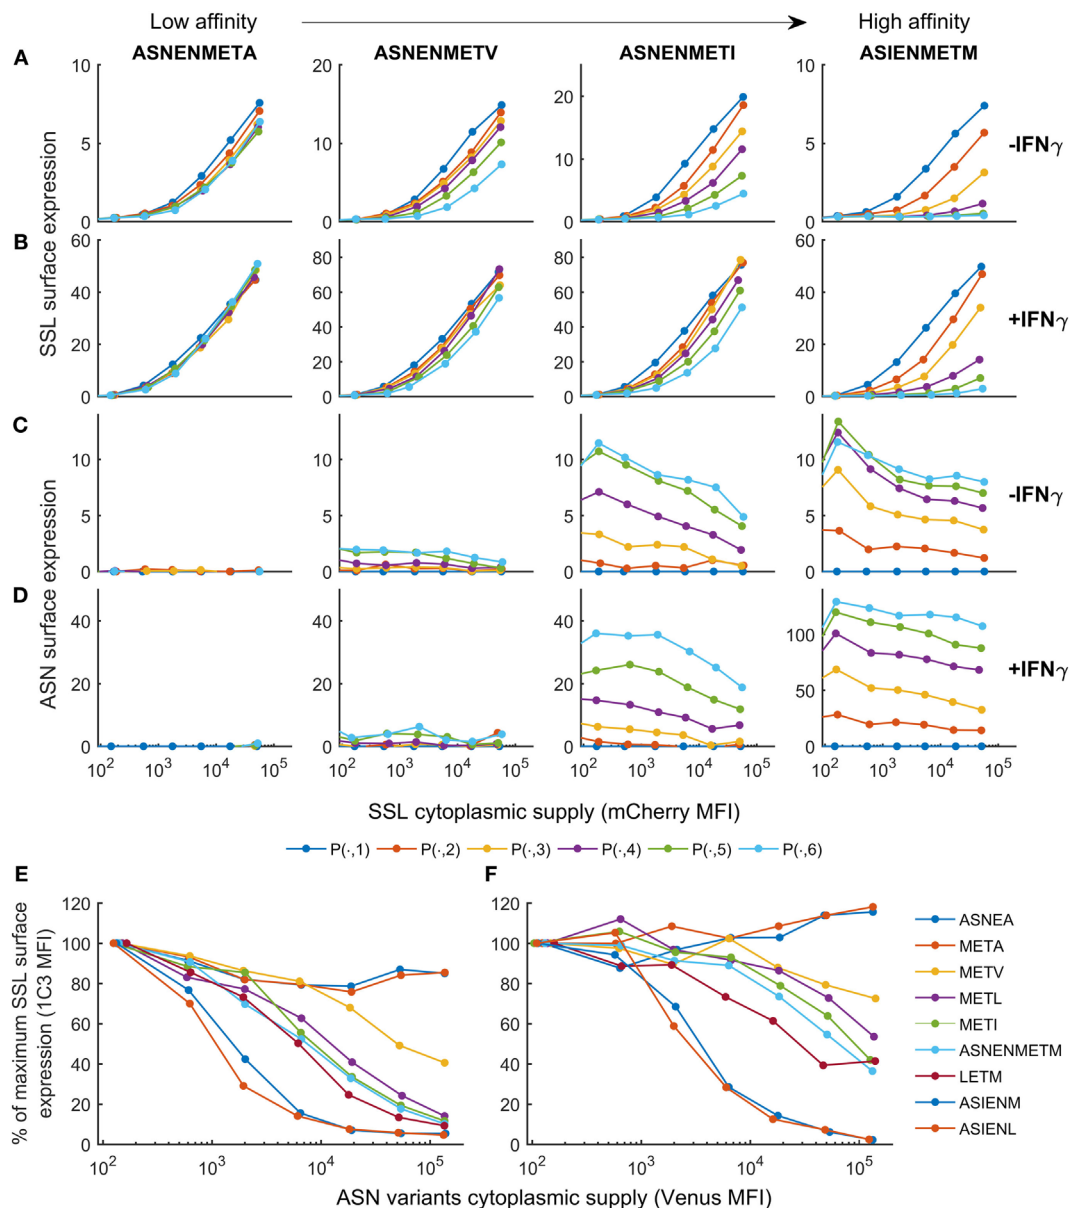 Low affinity
High affinity
A
ASNENMETA
ASNENMETV
ASNENMETI
ASIENMETM
10
5
0
20
10
0
20
10
0
10
5
0
-IFNγ
SSL surface expression
B
60
40
20
0
80
60
40
20
0
80
60
40
20
0
60
40
20
0
+IFNγ
C
10
5
0
10
5
0
10
5
0
10
5
0
-IFNγ
ASN surface expression
D
40
20
0
40
20
0
40
20
0
100
50
0
+IFNγ
10² 10³ 10⁴ 10⁵
10² 10³ 10⁴ 10⁵
10² 10³ 10⁴ 10⁵
10² 10³ 10⁴ 10⁵
SSL cytoplasmic supply (mCherry MFI)
P(·,1) P(·,2) P(·,3) P(·,4) P(·,5) P(·,6)
E
% of maximum SSL surface
expression (1C3 MFI)
120
100
80
60
40
20
0
10² 10³ 10⁴ 10⁵
F
120
100
80
60
40
20
0
10² 10³ 10⁴ 10⁵
ASNEA
META
METV
METL
METI
ASNENMETM
LETM
ASIENM
ASIENL
ASN variants cytoplasmic supply (Venus MFI)